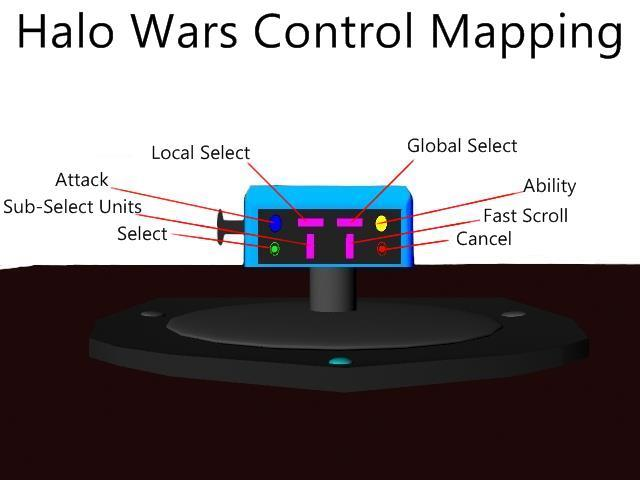 Halo Wars Control Mapping
Local Select
Global Select
Attack
Ability
Sub-Select Units
Fast Scroll
Select
Cancel